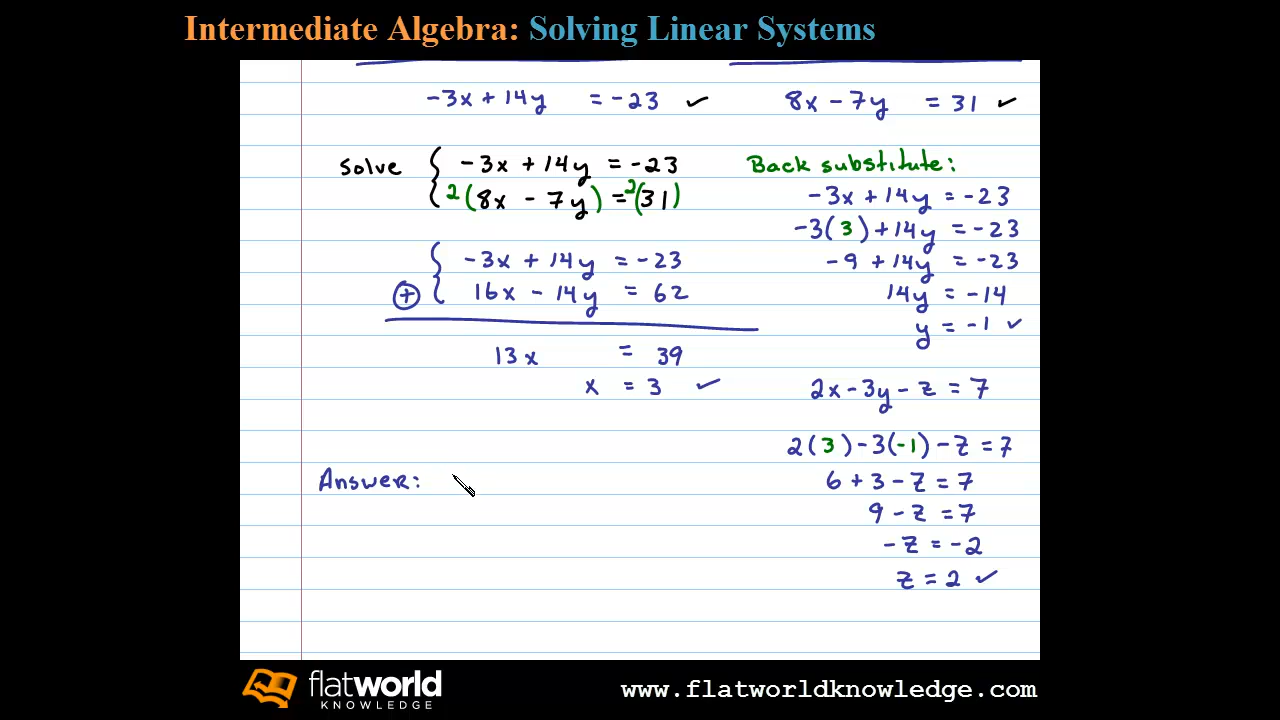 Intermediate Algebra: Solving Linear Systems
-3x + 14y = -23 ✓
8x - 7y = 31 ✓
Solve { -3x + 14y = -23
2(8x - 7y) = 2(31)
{ -3x + 14y = -23
⊕ 16x - 14y = 62
13x = 39
x = 3 ✓
Answer:
Back substitute:
-3x + 14y = -23
-3(3) + 14y = -23
-9 + 14y = -23
14y = -14
y = -1 ✓
2x - 3y - z = 7
2(3) - 3(-1) - z = 7
6 + 3 - z = 7
9 - z = 7
-z = -2
z = 2 ✓
flatworld
KNOWLEDGE
www.flatworldknowledge.com